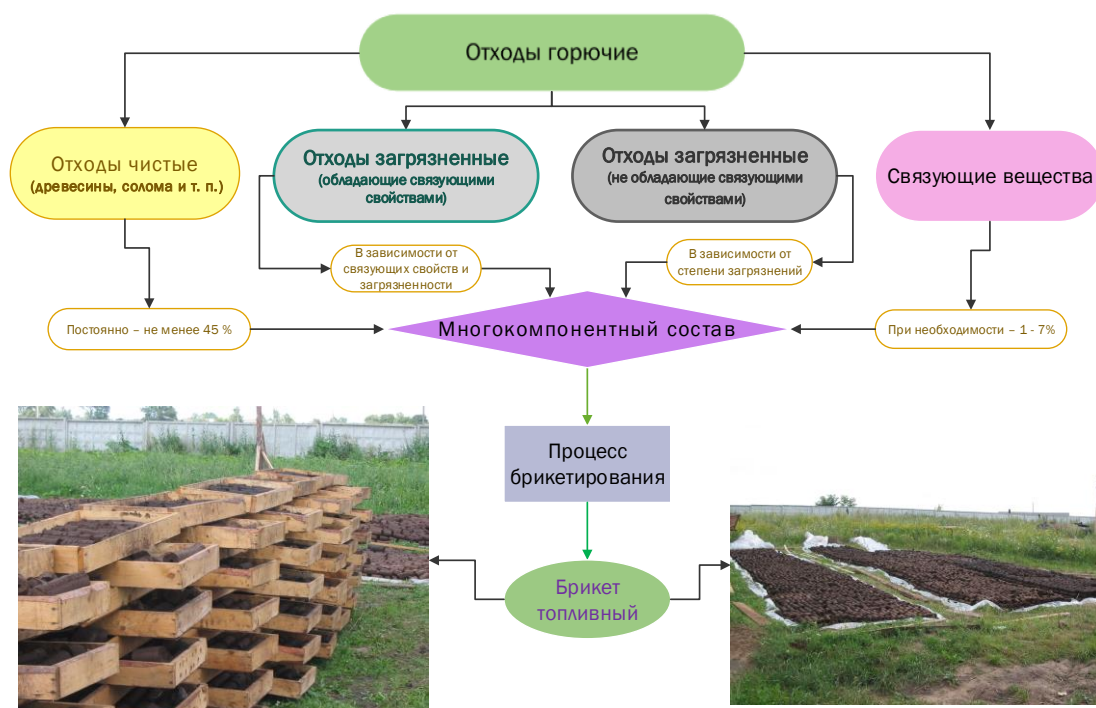 Отходы горючие
Отходы чистые
(древесины, солома и т. п.)
Отходы загрязненные
(обладающие связующими
свойствами)
Отходы загрязненные
(не обладающие связующими
свойствами)
Связующие вещества
В зависимости от
связующих свойств и
загрязненности
В зависимости от
степени загрязнений
Постоянно – не менее 45 %
Многокомпонентный состав
При необходимости – 1 - 7%
Процесс
брикетирования
Брикет
топливный